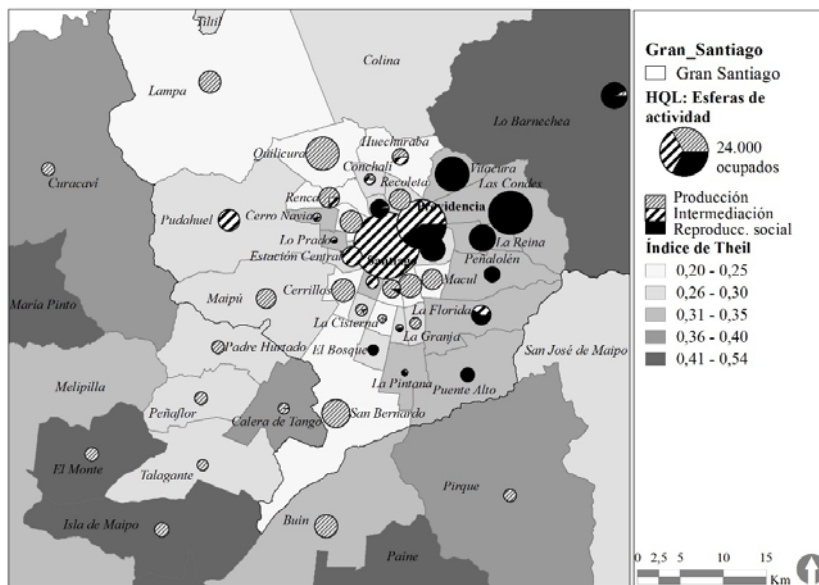 Tiltil
Colina
Lampa
Lo Barnechea
Quilicura
Huechuraba
Conchalí
Vitacura
Curacaví
Recoleta
Las Condes
Renca
Providencia
Pudahuel
Cerro Navia
La Reina
Lo Prado
Peñalolén
Estación Central
Santiago
Maipú
Cerrillos
Macul
María Pinto
La Florida
La Cisterna
La Granja
Padre Hurtado
El Bosque
San José de Maipo
Melipilla
La Pintana
Puente Alto
Peñaflor
Calera de Tango
San Bernardo
El Monte
Talagante
Pirque
Isla de Maipo
Buin
Paine
Gran_Santiago
Gran Santiago
HQL: Esferas de
actividad
24.000
ocupados
Producción
Intermediación
Reproducc. social
Índice de Theil
0,20 - 0,25
0,26 - 0,30
0,31 - 0,35
0,36 - 0,40
0,41 - 0,54
0 2,5 5 10 15
Km